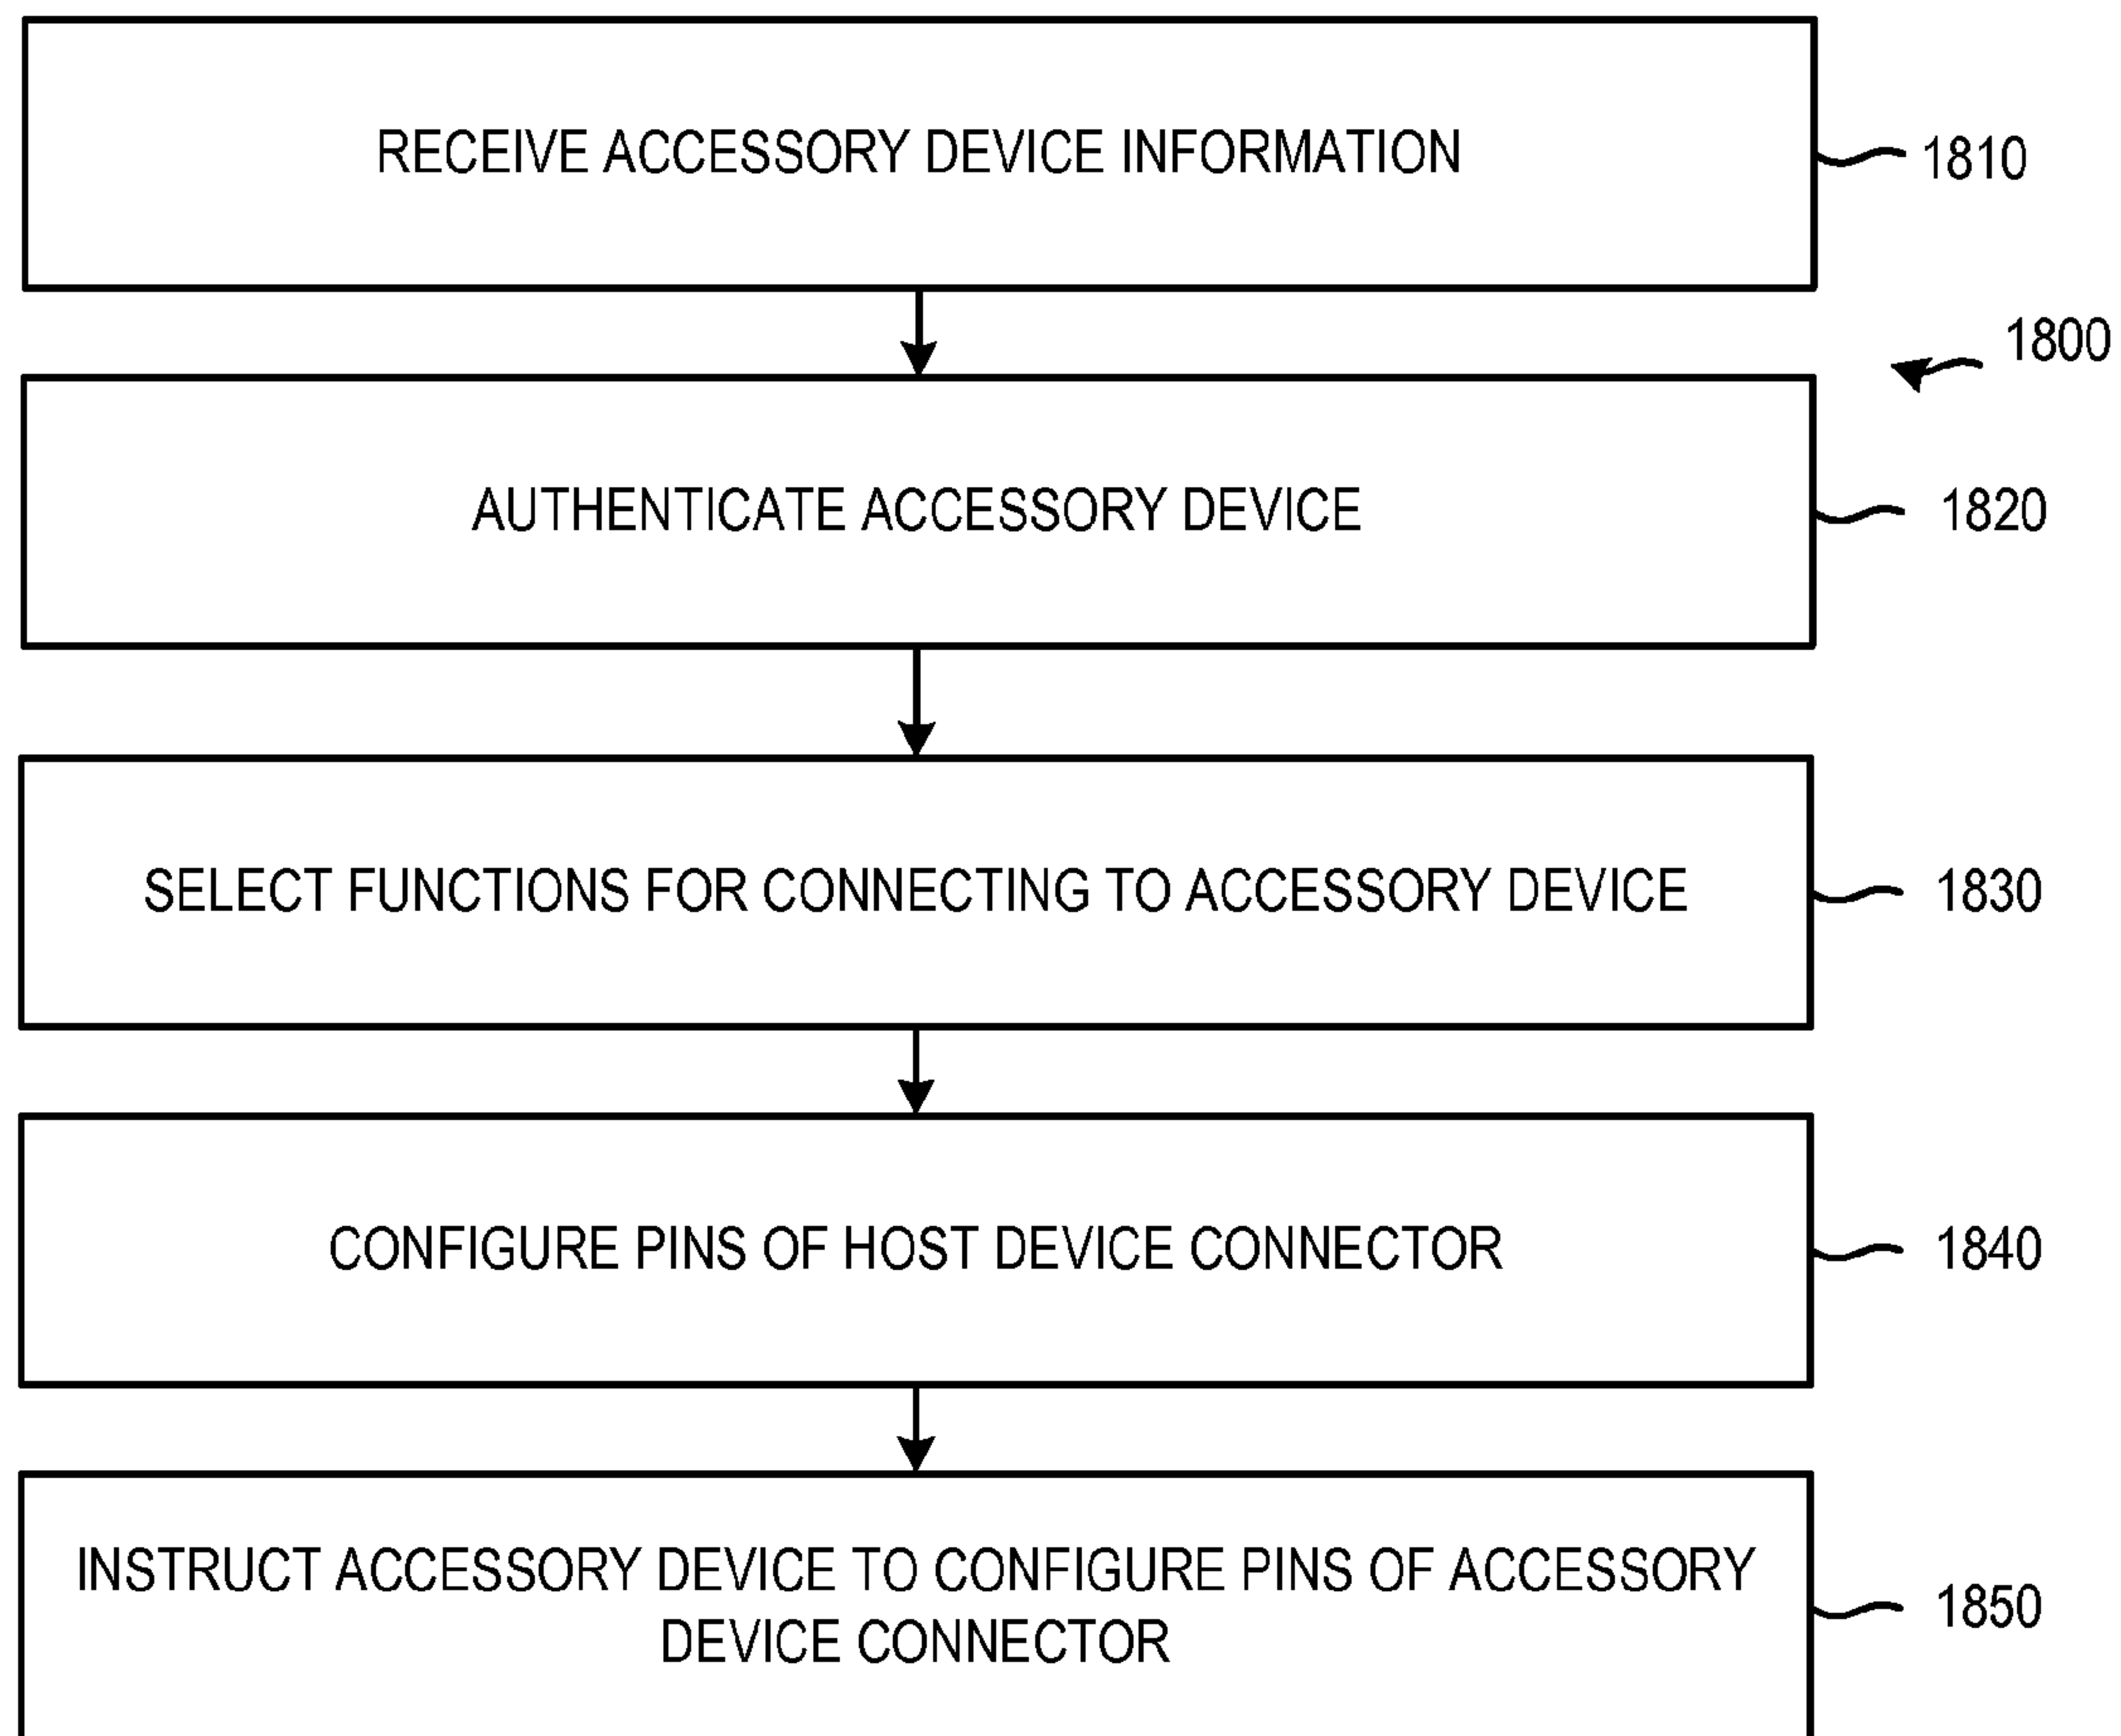 RECEIVE ACCESSORY DEVICE INFORMATION
1810
1800
AUTHENTICATE ACCESSORY DEVICE
1820
SELECT FUNCTIONS FOR CONNECTING TO ACCESSORY DEVICE
1830
CONFIGURE PINS OF HOST DEVICE CONNECTOR
1840
INSTRUCT ACCESSORY DEVICE TO CONFIGURE PINS OF ACCESSORY
DEVICE CONNECTOR
1850